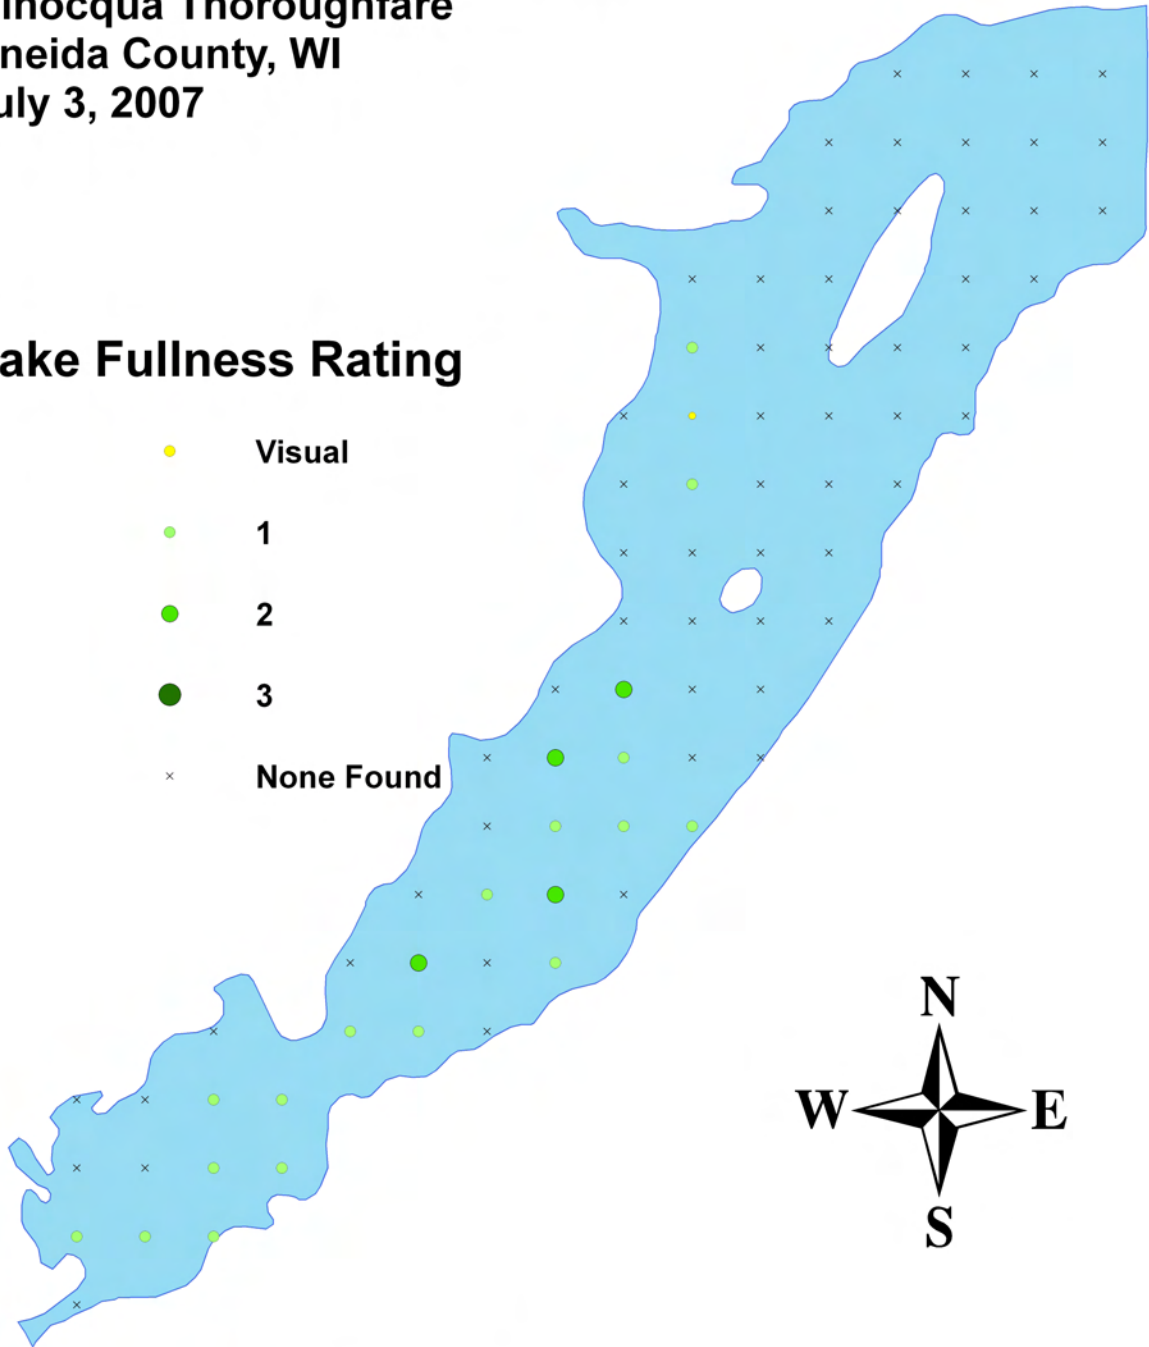 inocqua Thoroughfare
neida County, WI
uly 3, 2007
ake Fullness Rating
Visual
1
2
3
None Found
N
W E
S